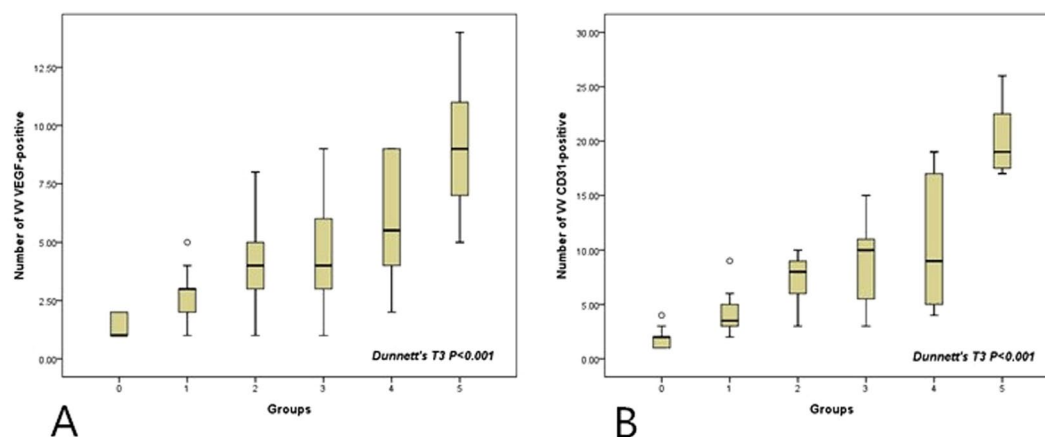 Number of VV VEGF-positive
12.50
10.00
7.50
5.00
2.50
0.00
0 1 2 3 4 5
Groups
Dunnett's T3 P<0.001
A
Number of VV CD31-positive
30.00
25.00
20.00
15.00
10.00
5.00
0.00
0 1 2 3 4 5
Groups
Dunnett's T3 P<0.001
B